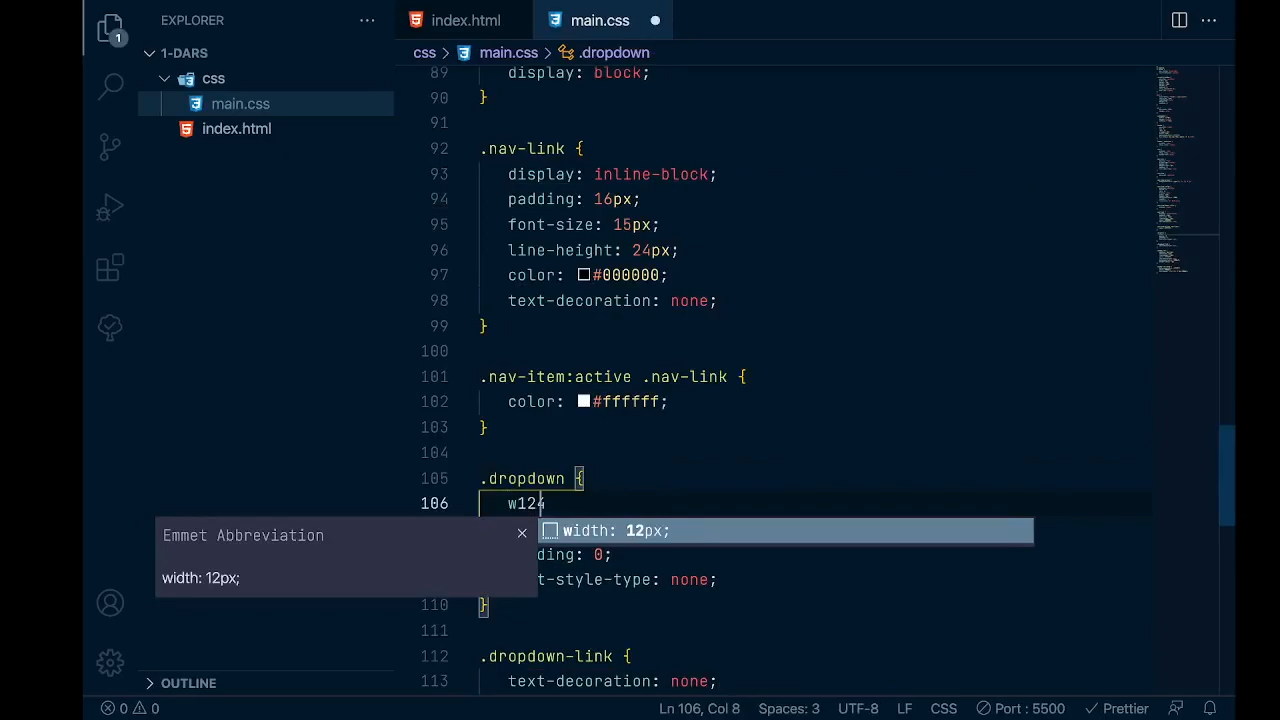 EXPLORER
1
1-DARS
css
main.css
index.html
OUTLINE
index.html
main.css
css
main.css
.dropdown
89 display: block;
90 }
91
92 .nav-link {
93 display: inline-block;
94 padding: 16px;
95 font-size: 15px;
96 line-height: 24px;
97 color: #000000;
98 text-decoration: none;
99 }
100
101 .nav-item:active .nav-link {
102 color: #ffffff;
103 }
104
105 .dropdown {
106 w124
width: 12px;
Emmet Abbreviation
width: 12px;
ding: 0;
t-style-type: none;
110 }
111
112 .dropdown-link {
113 text-decoration: none;
0 0
Ln 106, Col 8
Spaces: 3
UTF-8
LF
CSS
Port : 5500
Prettier